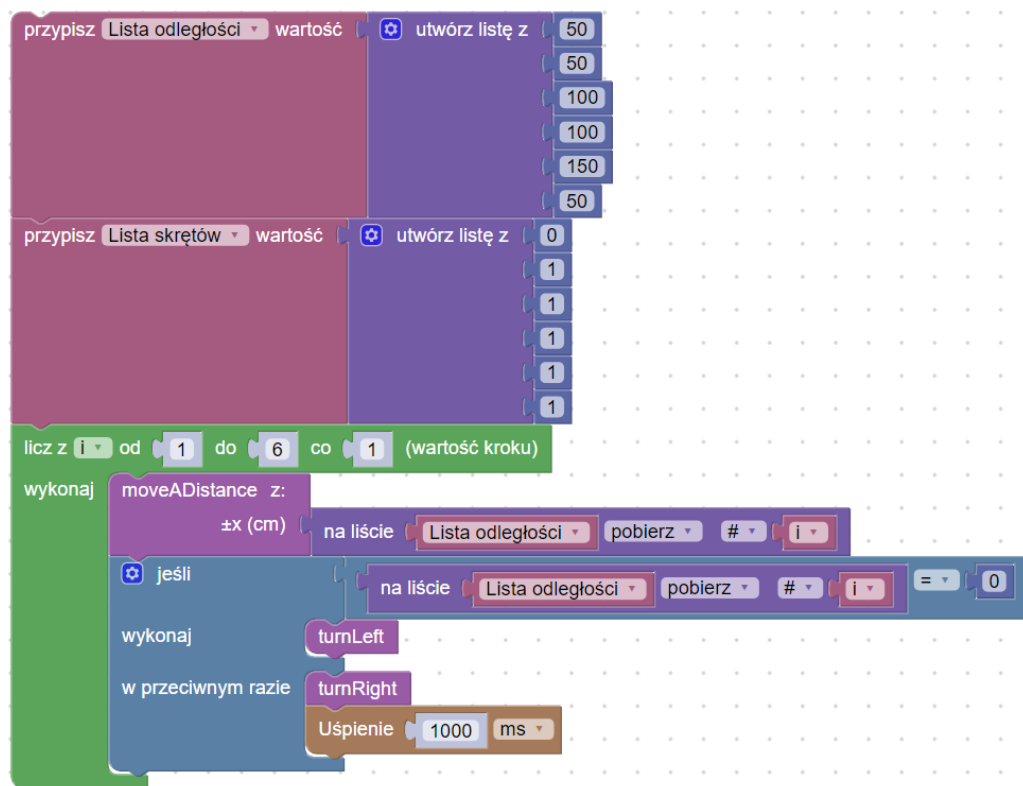 przypisz Lista odległości wartość utwórz listę z 50
50
100
100
150
50
przypisz Lista skrętów wartość utwórz listę z 0
1
1
1
1
1
licz z i od 1 do 6 co 1 (wartość kroku)
wykonaj moveADistance z:
±x (cm) na liście Lista odległości pobierz # i
jeśli na liście Lista odległości pobierz # i = 0
wykonaj turnLeft
w przeciwnym razie turnRight
Uśpienie 1000 ms